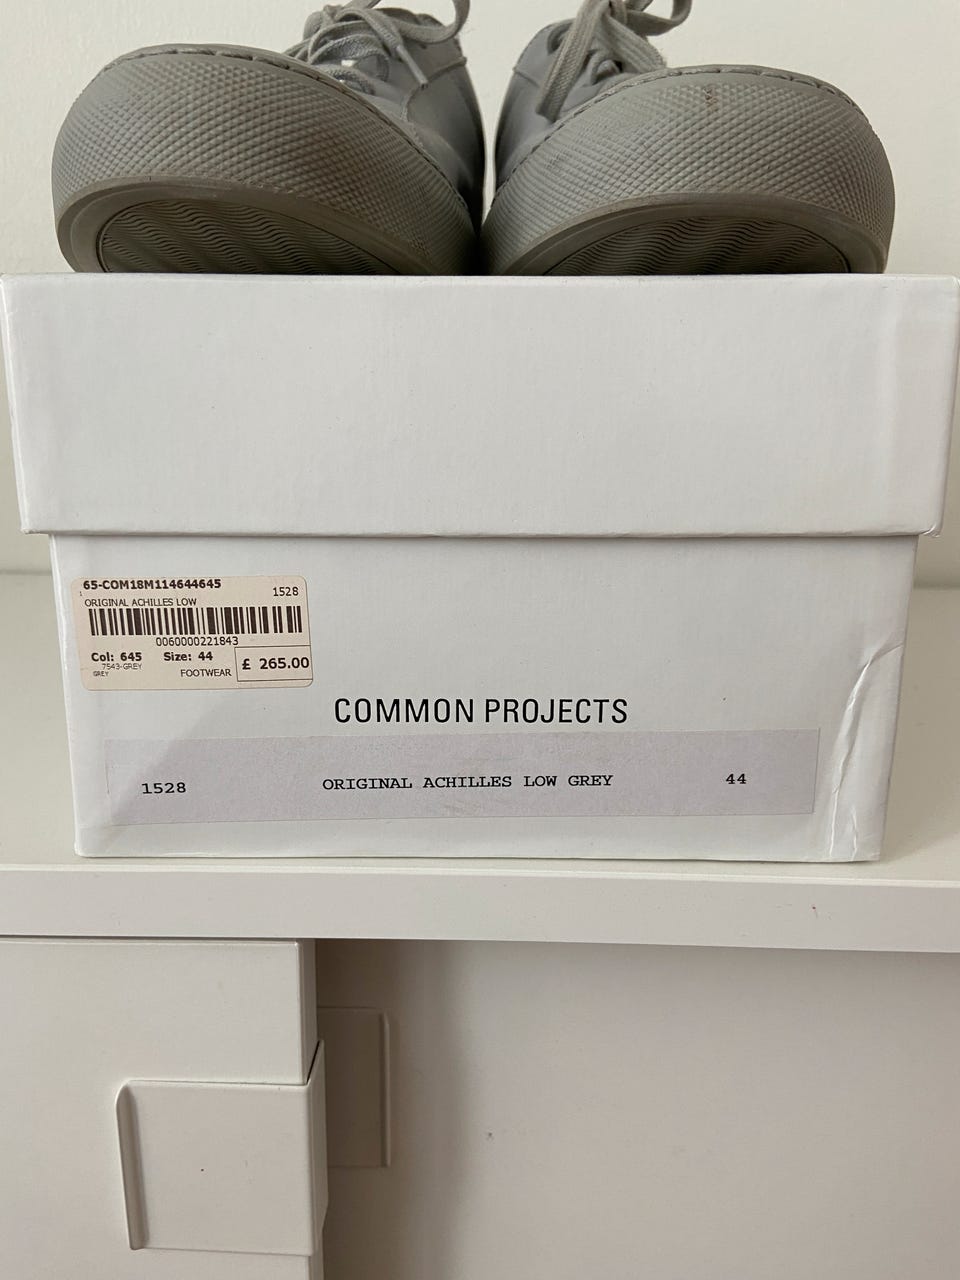 65-COM18M114644645
1528
ORIGINAL ACHILLES LOW
0060000221843
Col: 645 Size: 44
7543-GREY
GREY
FOOTWEAR
£ 265.00
COMMON PROJECTS
1528 ORIGINAL ACHILLES LOW GREY 44